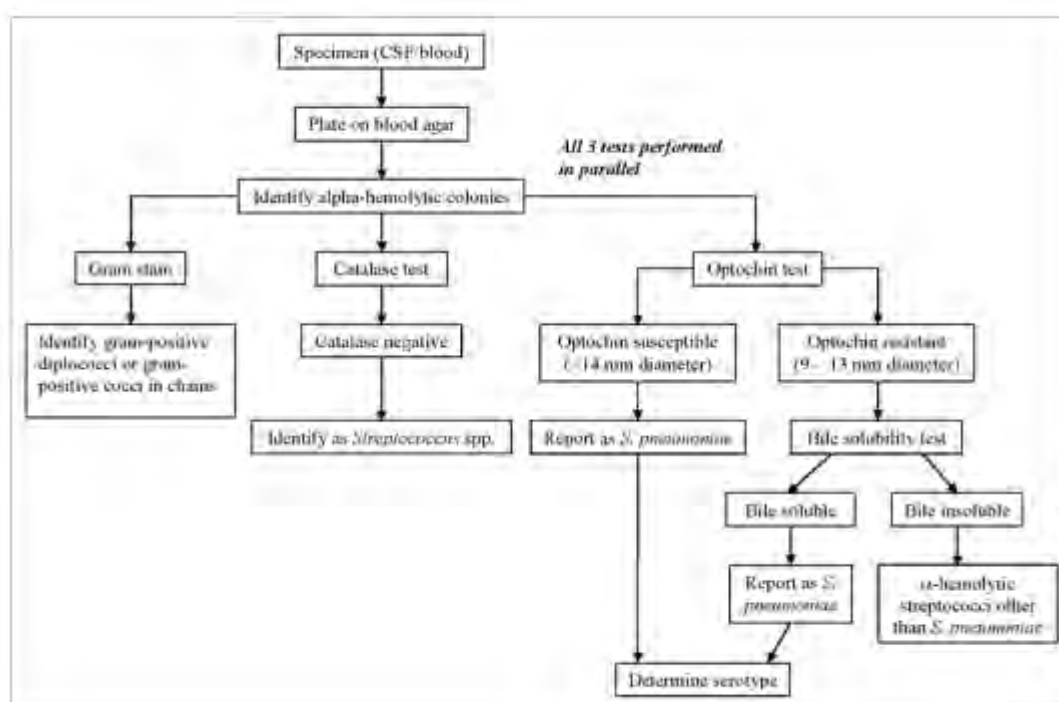 Specimen (CSF/blood)
Plate on blood agar
All 3 tests performed
in parallel
Identify alpha-hemolytic colonies
Gram stain
Catalase test
Optochin test
Identify gram-positive
diplococci or gram-
positive cocci in chains
Catalase negative
Optochin susceptible
14 mm diameter)
Optochin resistant
(9– 13 mm diameter)
Identify as Streptococcus spp.
Report as S. pneumoniae
Bile solubility test
Bile soluble
Bile insoluble
Report as S.
pneumoniae
α-hemolytic
streptococci other
than S. pneumoniae
Determine serotype